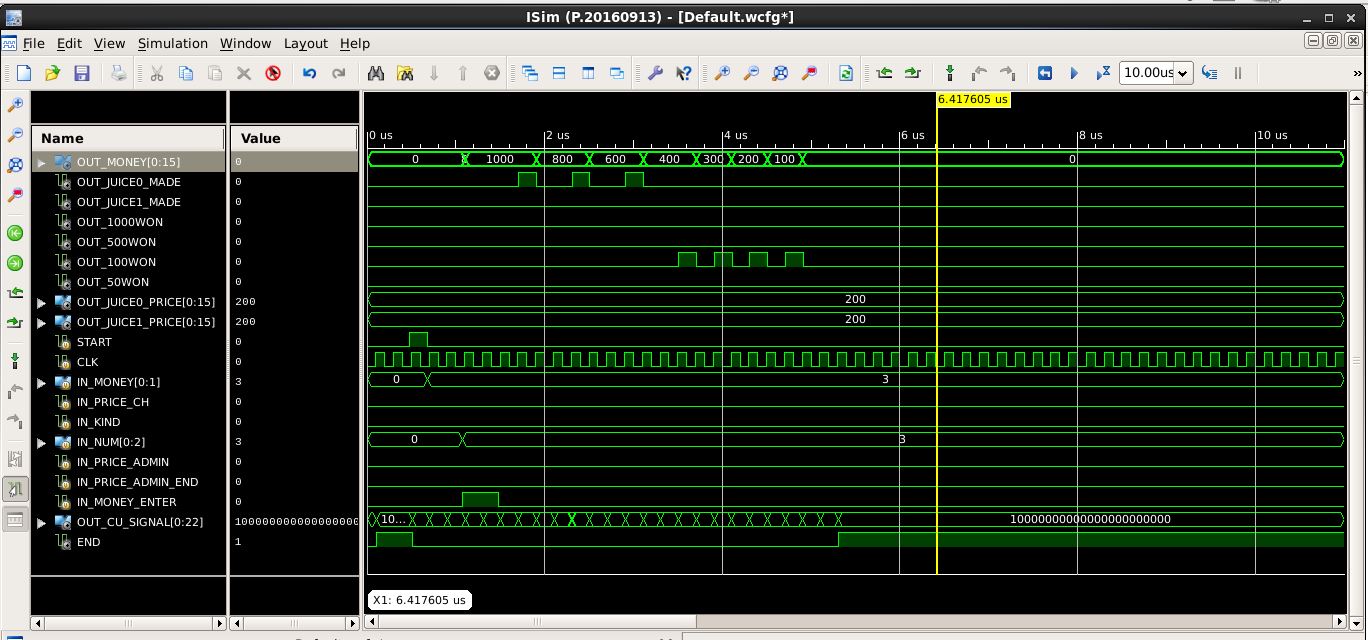 ISim (P.20160913) - [Default.wcfg*]
File Edit View Simulation Window Layout Help
10.00us
»
6.417605 us
Name Value 0 us 2 us 4 us 6 us 8 us 10 us
OUT_MONEY[0:15] 0 0 1000 800 600 400 300 200 100 0
OUT_JUICE0_MADE 0
OUT_JUICE1_MADE 0
OUT_1000WON 0
OUT_500WON 0
OUT_100WON 0
OUT_50WON 0
OUT_JUICE0_PRICE[0:15] 200 200
OUT_JUICE1_PRICE[0:15] 200 200
START 0
CLK 0
IN_MONEY[0:1] 3 0 3
IN_PRICE_CH 0
IN_KIND 0
IN_NUM[0:2] 3 0 3
IN_PRICE_ADMIN 0
IN_PRICE_ADMIN_END 0
IN_MONEY_ENTER 0
OUT_CU_SIGNAL[0:22] 10... 10000000000000000000000
END 1
X1: 6.417605 us